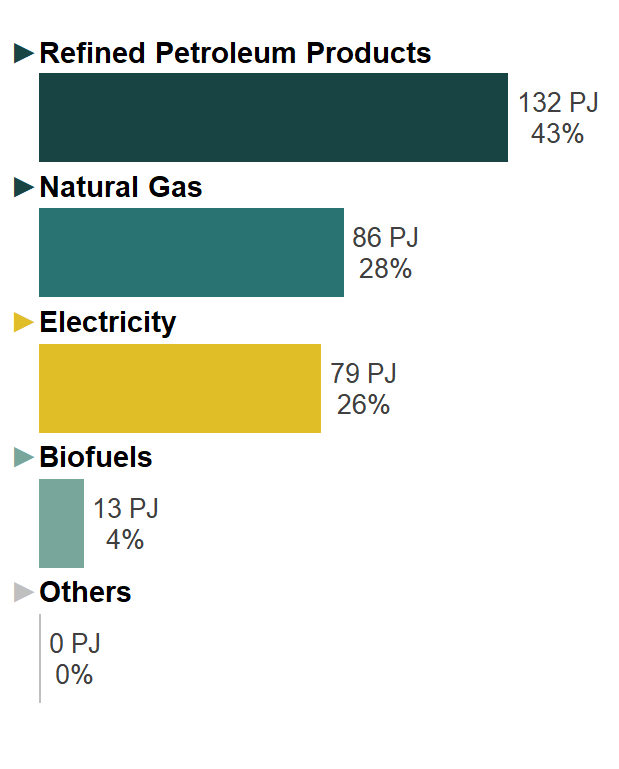 Refined Petroleum Products
132 PJ
43%
Natural Gas
86 PJ
28%
Electricity
79 PJ
26%
Biofuels
13 PJ
4%
Others
0 PJ
0%